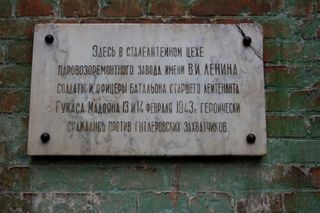 Здесь в сталелитейном цехе
паровозоремонтного завода имени В.И. ЛЕНИНА
солдаты и офицеры батальона старшего лейтенанта
Гукаса Мадояна 13 и 14 февраля 1943 г. героически
сражались против гитлеровских захватчиков.